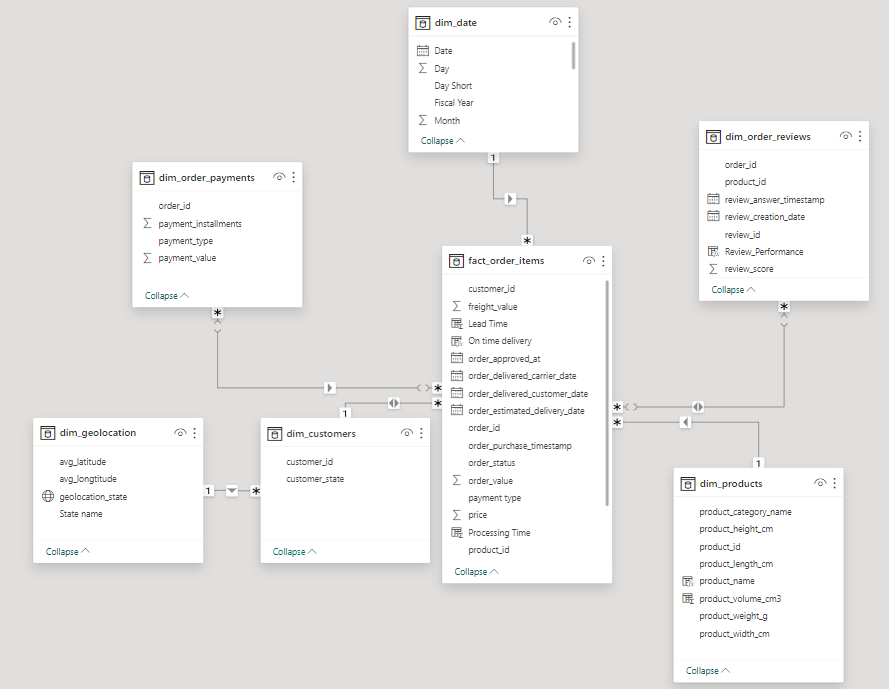 dim_date
Date
Day
Day Short
Fiscal Year
Month
Collapse
1
*
dim_order_payments
order_id
payment_installments
payment_type
payment_value
Collapse
*
*
dim_order_reviews
order_id
product_id
review_answer_timestamp
review_creation_date
review_id
Review_Performance
review_score
Collapse
*
*
fact_order_items
customer_id
freight_value
Lead Time
On time delivery
order_approved_at
order_delivered_carrier_date
order_delivered_customer_date
order_estimated_delivery_date
order_id
order_purchase_timestamp
order_status
order_value
payment type
price
Processing Time
product_id
Collapse
dim_geolocation
avg_latitude
avg_longtitude
geolocation_state
State name
Collapse
1
*
dim_customers
customer_id
customer_state
Collapse
1
*
dim_products
product_category_name
product_height_cm
product_id
product_length_cm
product_name
product_volume_cm3
product_weight_g
product_width_cm
Collapse
1
*